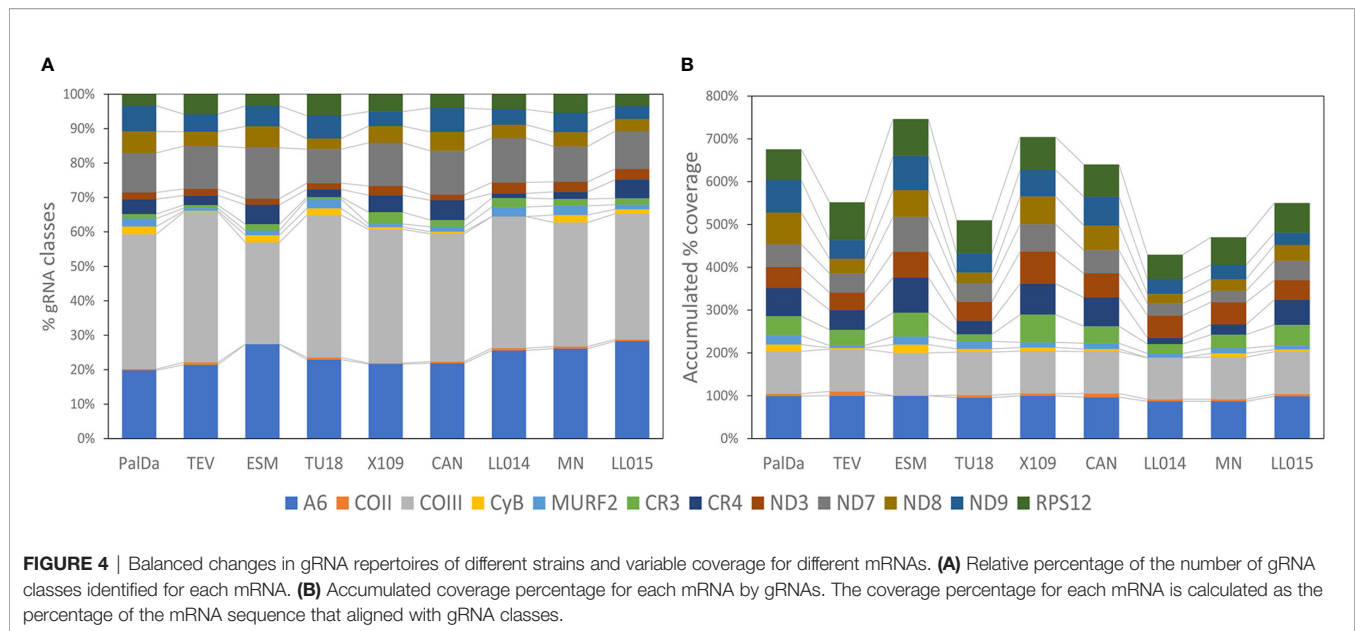 A
100%
90%
80%
70%
60%
50%
40%
30%
20%
10%
0%
% gRNA classes
PalDa TEV ESM TU18 X109 CAN LL014 MN LL015
B
800%
700%
600%
500%
400%
300%
200%
100%
0%
Accumulated % coverage
PalDa TEV ESM TU18 X109 CAN LL014 MN LL015
A6 COII COIII CyB MURF2 CR3 CR4 ND3 ND7 ND8 ND9 RPS12
FIGURE 4 | Balanced changes in gRNA repertoires of different strains and variable coverage for different mRNAs. (A) Relative percentage of the number of gRNA
classes identified for each mRNA. (B) Accumulated coverage percentage for each mRNA by gRNAs. The coverage percentage for each mRNA is calculated as the
percentage of the mRNA sequence that aligned with gRNA classes.